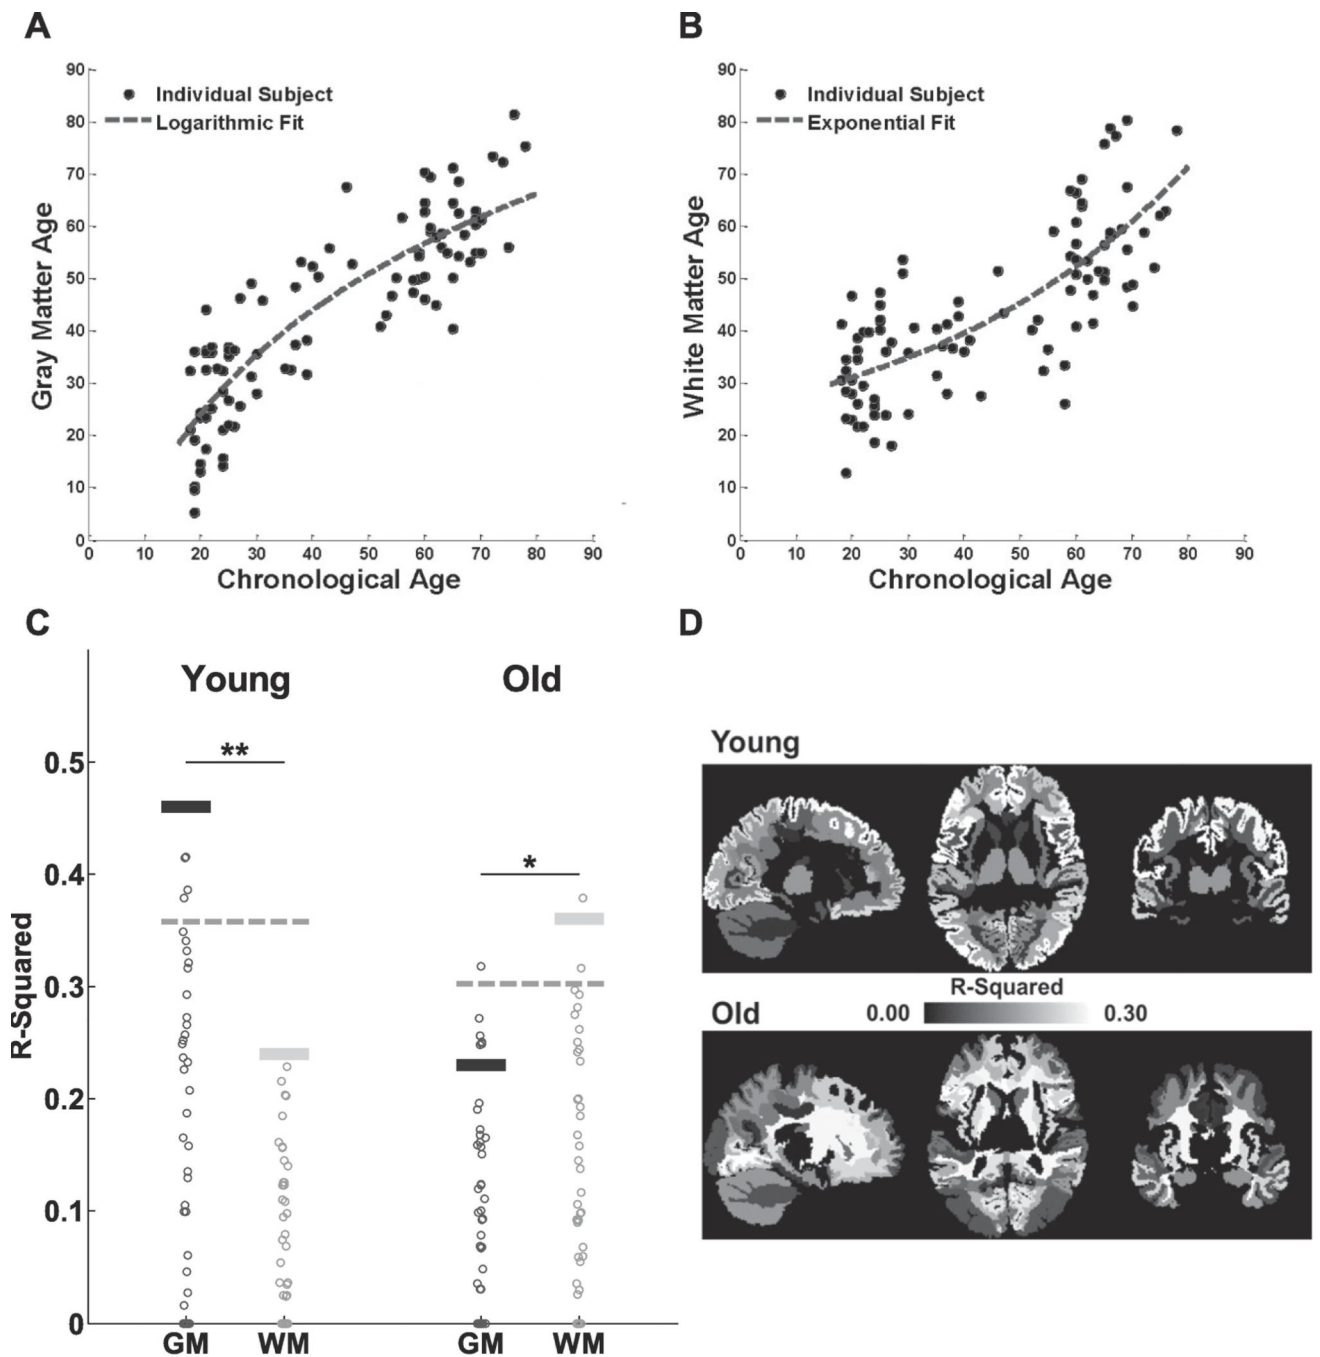 A
90
80
70
60
50
40
30
20
10
0
Gray Matter Age
Individual Subject
Logarithmic Fit
0 10 20 30 40 50 60 70 80 90
Chronological Age
B
90
80
70
60
50
40
30
20
10
0
White Matter Age
Individual Subject
Exponential Fit
0 10 20 30 40 50 60 70 80 90
Chronological Age
C
Young Old
0.5
0.4
0.3
0.2
0.1
0
R-Squared
**
*
GM WM GM WM
D
Young
R-Squared
Old 0.00 0.30